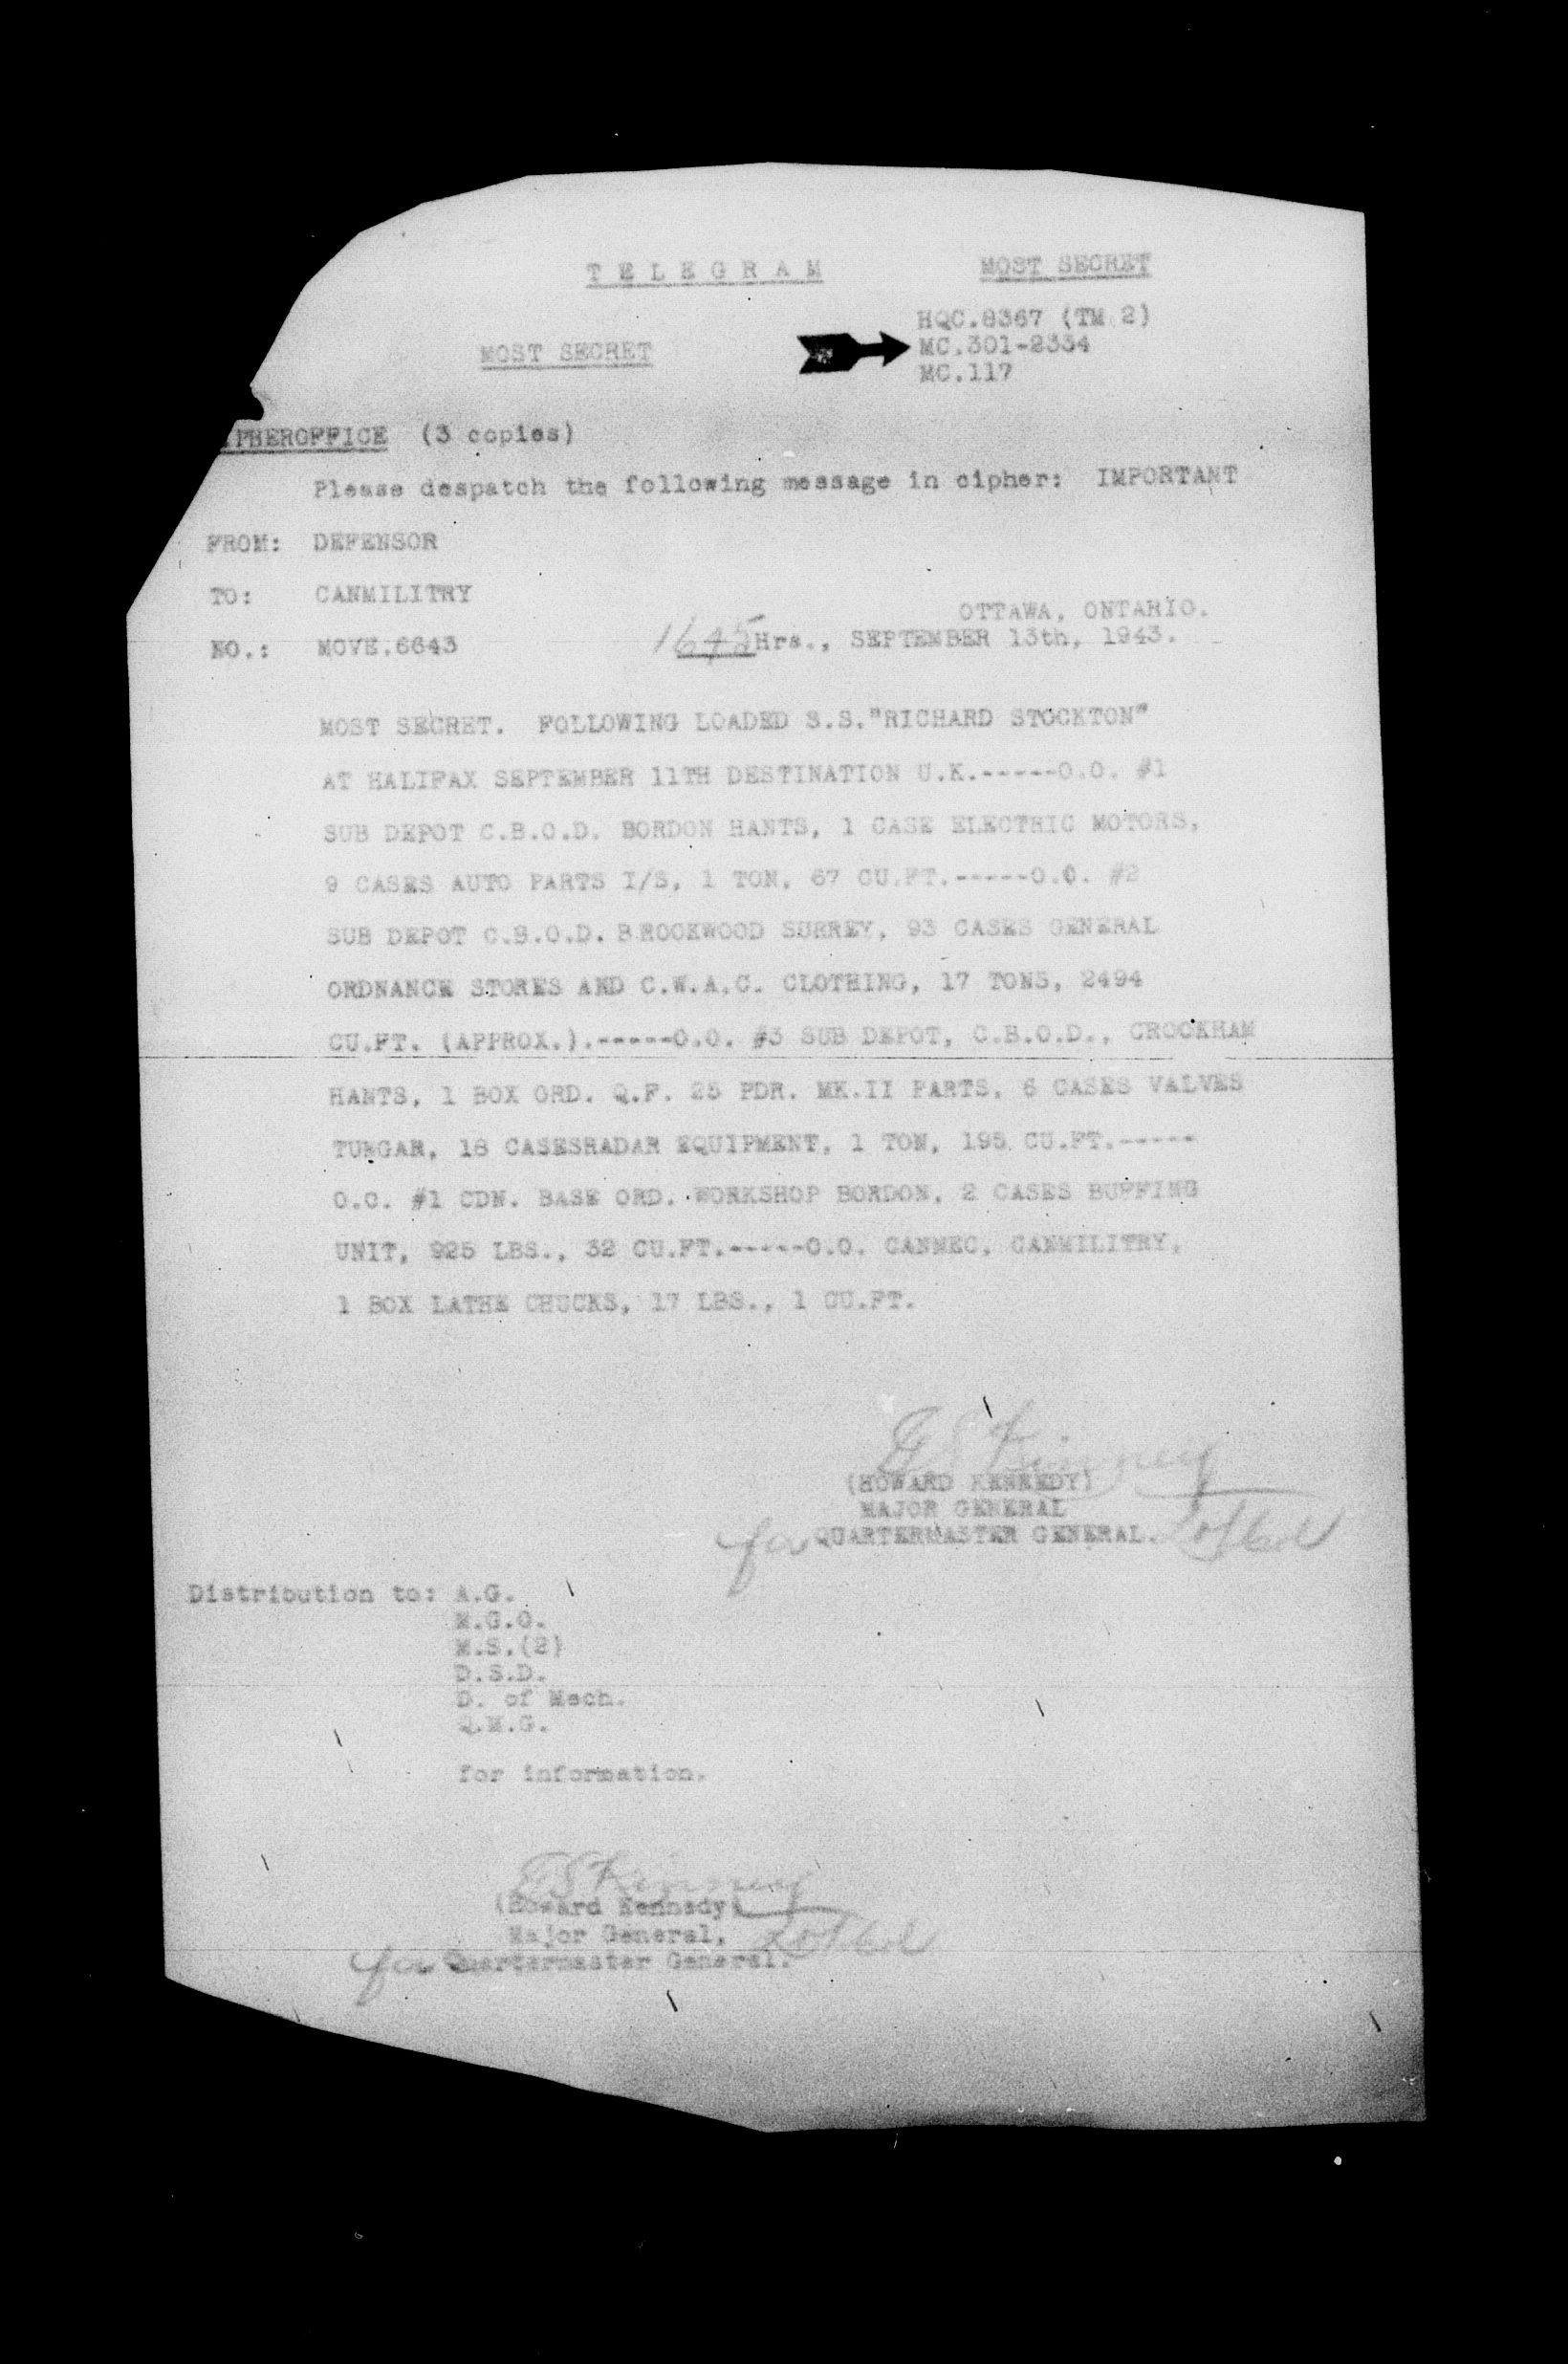 T E L E G R A M
MOST SECRET
HQC.8367 (TM 2)
MC.301-2334
MC.117
MOST SECRET
IPHEROFFICE (3 copies)
Please despatch the following message in cipher: IMPORTANT
FROM: DEFENSOR
TO: CANMILITRY
OTTAWA, ONTARIO.
NO.: MOVE.6643 1645 Hrs., SEPTEMBER 13th, 1943.
MOST SECRET. FOLLOWING LOADED S.S."RICHARD STOCKTON"
AT HALIFAX SEPTEMBER 11TH DESTINATION U.K.-----O.O. #1
SUB DEPOT C.B.O.D. BORDON HANTS, 1 CASE ELECTRIC MOTORS,
9 CASES AUTO PARTS I/S, 1 TON, 67 CU.FT.-----O.O. #2
SUB DEPOT C.B.O.D. BROOKWOOD SURREY, 93 CASES GENERAL
ORDNANCE STORES AND C.W.A.C. CLOTHING, 17 TONS, 2494
CU.FT. (APPROX.).-----O.O. #3 SUB DEPOT, C.B.O.D., CROOKHAM
HANTS, 1 BOX ORD. Q.F. 25 PDR. MK.II PARTS, 6 CASES VALVES
TUNGAR, 18 CASESRADAR EQUIPMENT, 1 TON, 195 CU.FT.-----
O.C. #1 CDN. BASE ORD. WORKSHOP BORDON, 2 CASES BUFFING
UNIT, 925 LBS., 32 CU.FT.-----O.O. CANMEC, CANMILITRY,
1 BOX LATHE CHUCKS, 17 LBS., 1 CU.FT.
(HOWARD KENNEDY)
MAJOR GENERAL
for QUARTERMASTER GENERAL.
Distribution to: A.G.
M.G.O.
M.S.(2)
D.S.D.
D. of Mech.
Q.M.G.
for information.
(Howard Kennedy)
Major General,
for Quartermaster General.